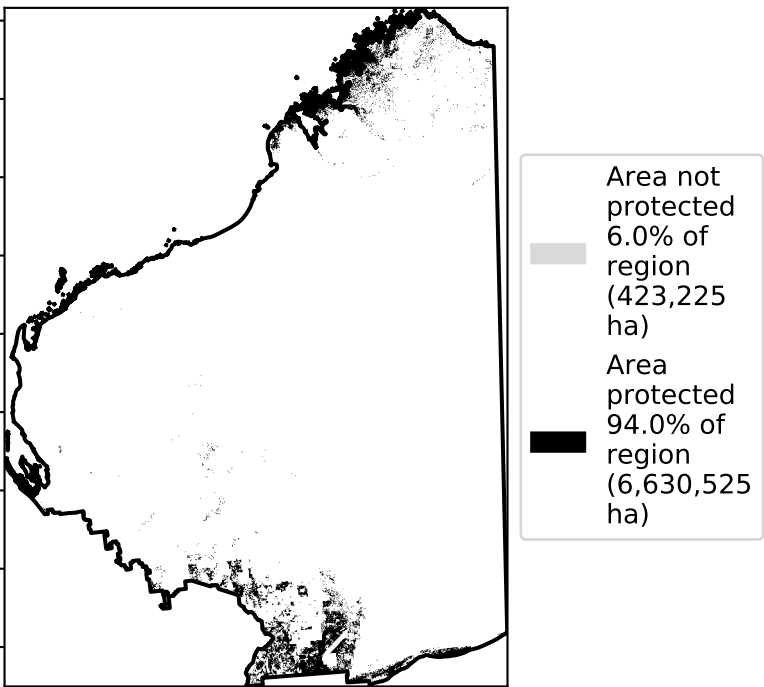 Area not
protected
6.0% of
region
(423,225
ha)
Area
protected
94.0% of
region
(6,630,525
ha)